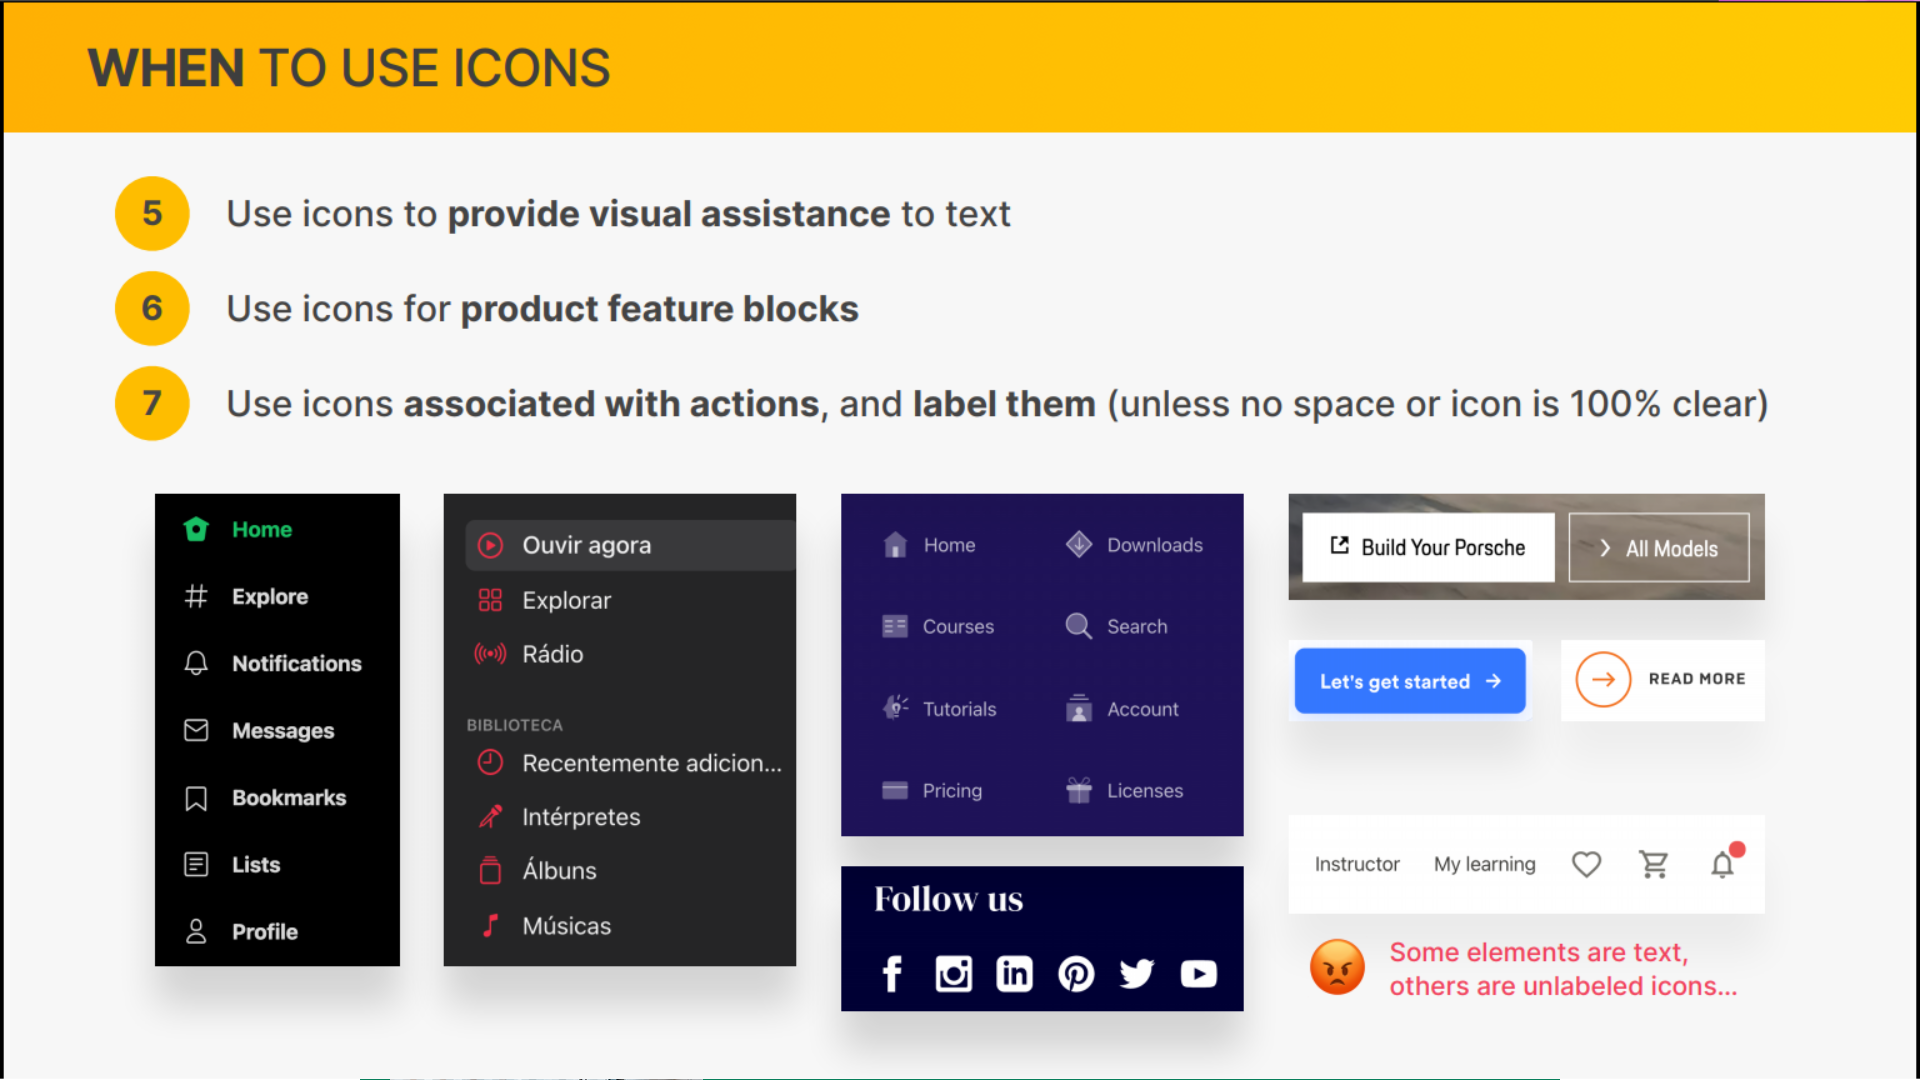 WHEN TO USE ICONS
5 Use icons to provide visual assistance to text
6 Use icons for product feature blocks
7 Use icons associated with actions, and label them (unless no space or icon is 100% clear)
Home
Explore
Notifications
Messages
Bookmarks
Lists
Profile
Ouvir agora
Explorar
Rádio
BIBLIOTECA
Recentemente adicion...
Intérpretes
Álbuns
Músicas
Home
Downloads
Courses
Search
Tutorials
Account
Pricing
Licenses
Follow us
Build Your Porsche
All Models
Let's get started
READ MORE
Instructor My learning
Some elements are text,
others are unlabeled icons...